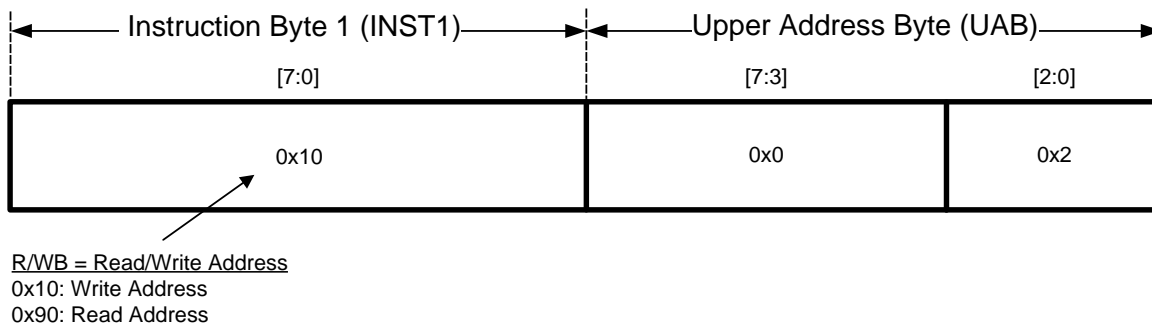 Instruction Byte 1 (INST1) Upper Address Byte (UAB)
[7:0] [7:3] [2:0]
0x10 0x0 0x2
R/WB = Read/Write Address
0x10: Write Address
0x90: Read Address